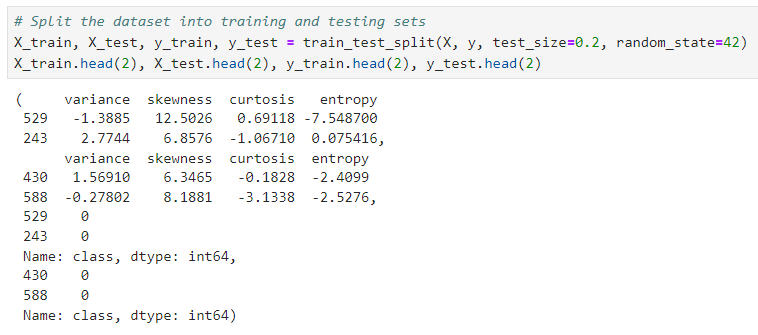 # Split the dataset into training and testing sets
X_train, X_test, y_train, y_test = train_test_split(X, y, test_size=0.2, random_state=42)
X_train.head(2), X_test.head(2), y_train.head(2), y_test.head(2)
(     variance  skewness  curtosis   entropy
 529   -1.3885   12.5026   0.69118 -7.548700
 243    2.7744    6.8576  -1.06710  0.075416,
      variance  skewness  curtosis  entropy
 430   1.56910    6.3465   -0.1828  -2.4099
 588  -0.27802    8.1881   -3.1338  -2.5276,
 529    0
 243    0
 Name: class, dtype: int64,
 430    0
 588    0
 Name: class, dtype: int64)